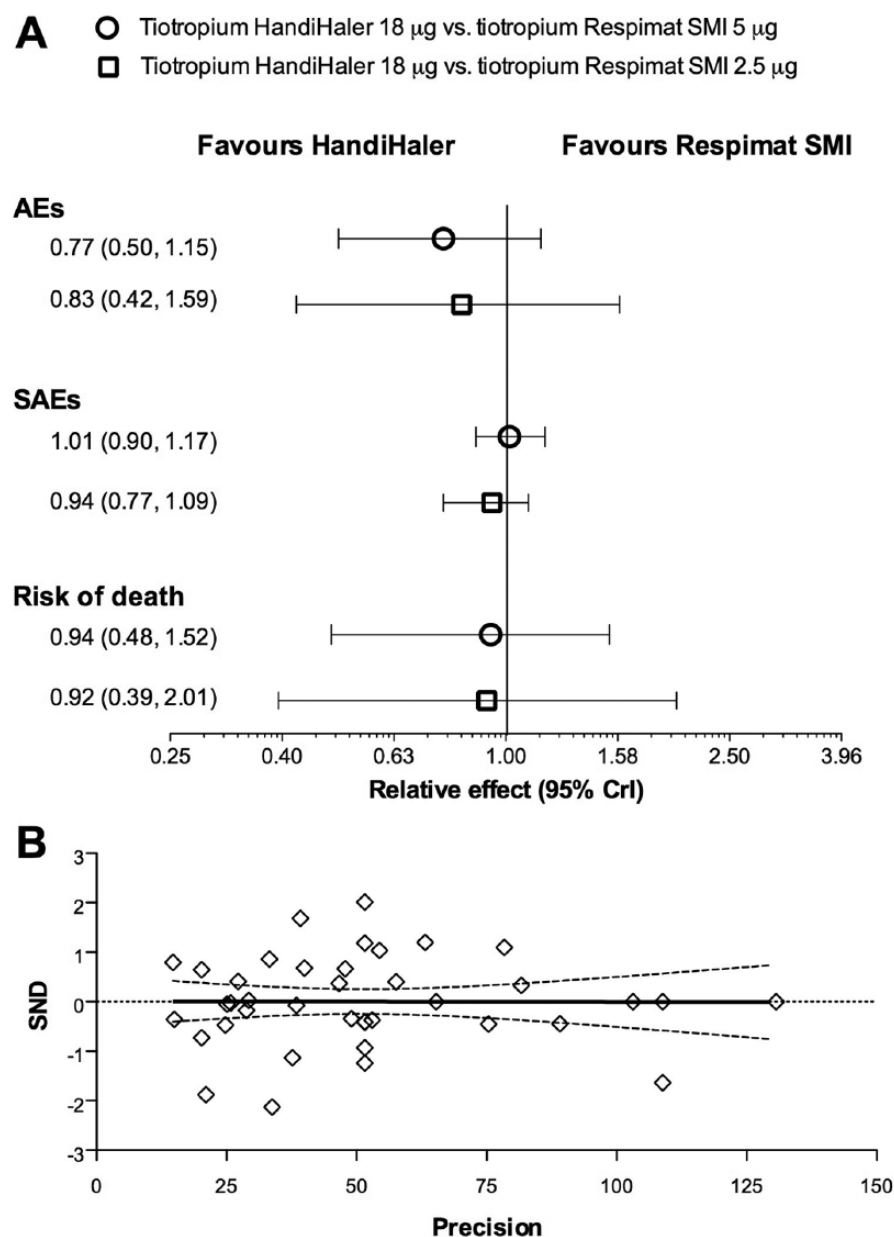 A
Tiotropium HandiHaler 18 µg vs. tiotropium Respimat SMI 5 µg
Tiotropium HandiHaler 18 µg vs. tiotropium Respimat SMI 2.5 µg
Favours HandiHaler Favours Respimat SMI
AEs
0.77 (0.50, 1.15)
0.83 (0.42, 1.59)
SAEs
1.01 (0.90, 1.17)
0.94 (0.77, 1.09)
Risk of death
0.94 (0.48, 1.52)
0.92 (0.39, 2.01)
0.25 0.40 0.63 1.00 1.58 2.50 3.96
Relative effect (95% CrI)
B
3
2
1
0
-1
-2
-3
SND
0 25 50 75 100 125 150
Precision